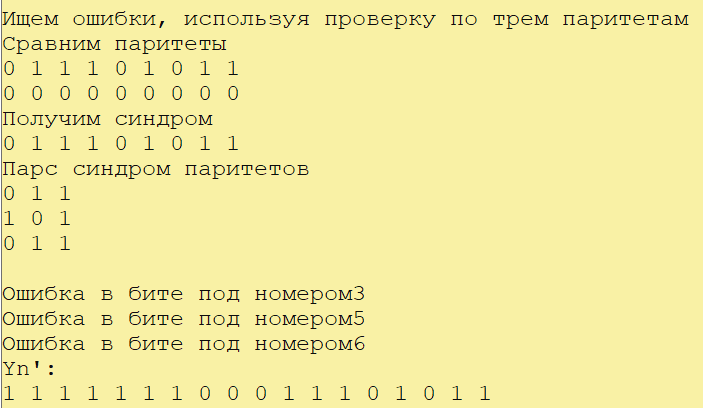 Ищем ошибки, используя проверку по трем паритетам
Сравним паритеты
0 1 1 1 0 1 0 1 1
0 0 0 0 0 0 0 0 0
Получим синдром
0 1 1 1 0 1 0 1 1
Парс синдром паритетов
0 1 1
1 0 1
0 1 1
Ошибка в бите под номером3
Ошибка в бите под номером5
Ошибка в бите под номером6
Yn':
1 1 1 1 1 1 1 0 0 0 1 1 1 0 1 0 1 1